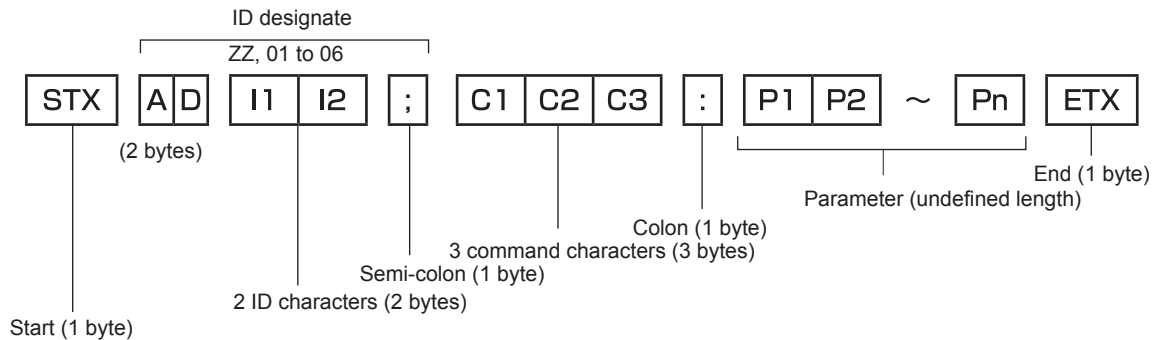 ID designate
ZZ, 01 to 06
STX A D I1 I2 ; C1 C2 C3 : P1 P2 ~ Pn ETX
(2 bytes)
End (1 byte)
Parameter (undefined length)
Colon (1 byte)
3 command characters (3 bytes)
Semi-colon (1 byte)
2 ID characters (2 bytes)
Start (1 byte)